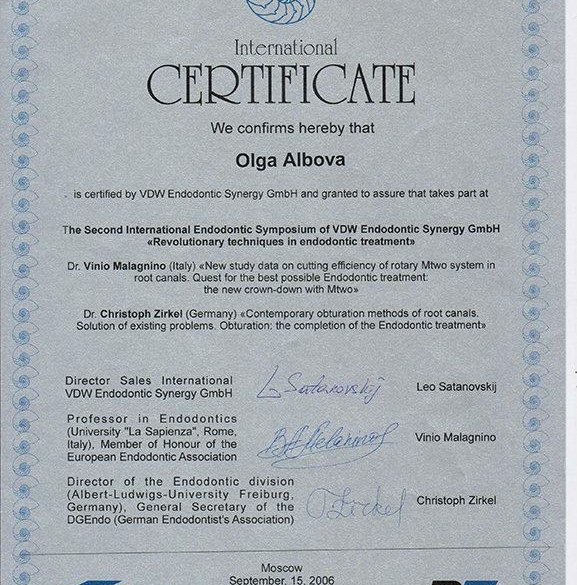 International
CERTIFICATE
We confirms hereby that
Olga Albova
is certified by VDW Endodontic Synergy GmbH and granted to assure that takes part at
The Second International Endodontic Symposium of VDW Endodontic Synergy GmbH
«Revolutionary techniques in endodontic treatment»
Dr. Vinio Malagnino (Italy) «New study data on cutting efficiency of rotary Mtwo system in
root canals. Quest for the best possible Endodontic treatment:
the new crown-down with Mtwo»
Dr. Christoph Zirkel (Germany) «Contemporary obturation methods of root canals.
Solution of existing problems. Obturation: the completion of the Endodontic treatment»
Director Sales International
VDW Endodontic Synergy GmbH
L Satanovskij
Leo Satanovskij
Professor in Endodontics
(University "La Sapienza", Rome,
Italy), Member of Honour of the
European Endodontic Association
Vinio Malagnino
Director of the Endodontic division
(Albert-Ludwigs-University Freiburg,
Germany), General Secretary of the
DGEndo (German Endodontist's Association)
Zirkel
Christoph Zirkel
Moscow
September, 15, 2006